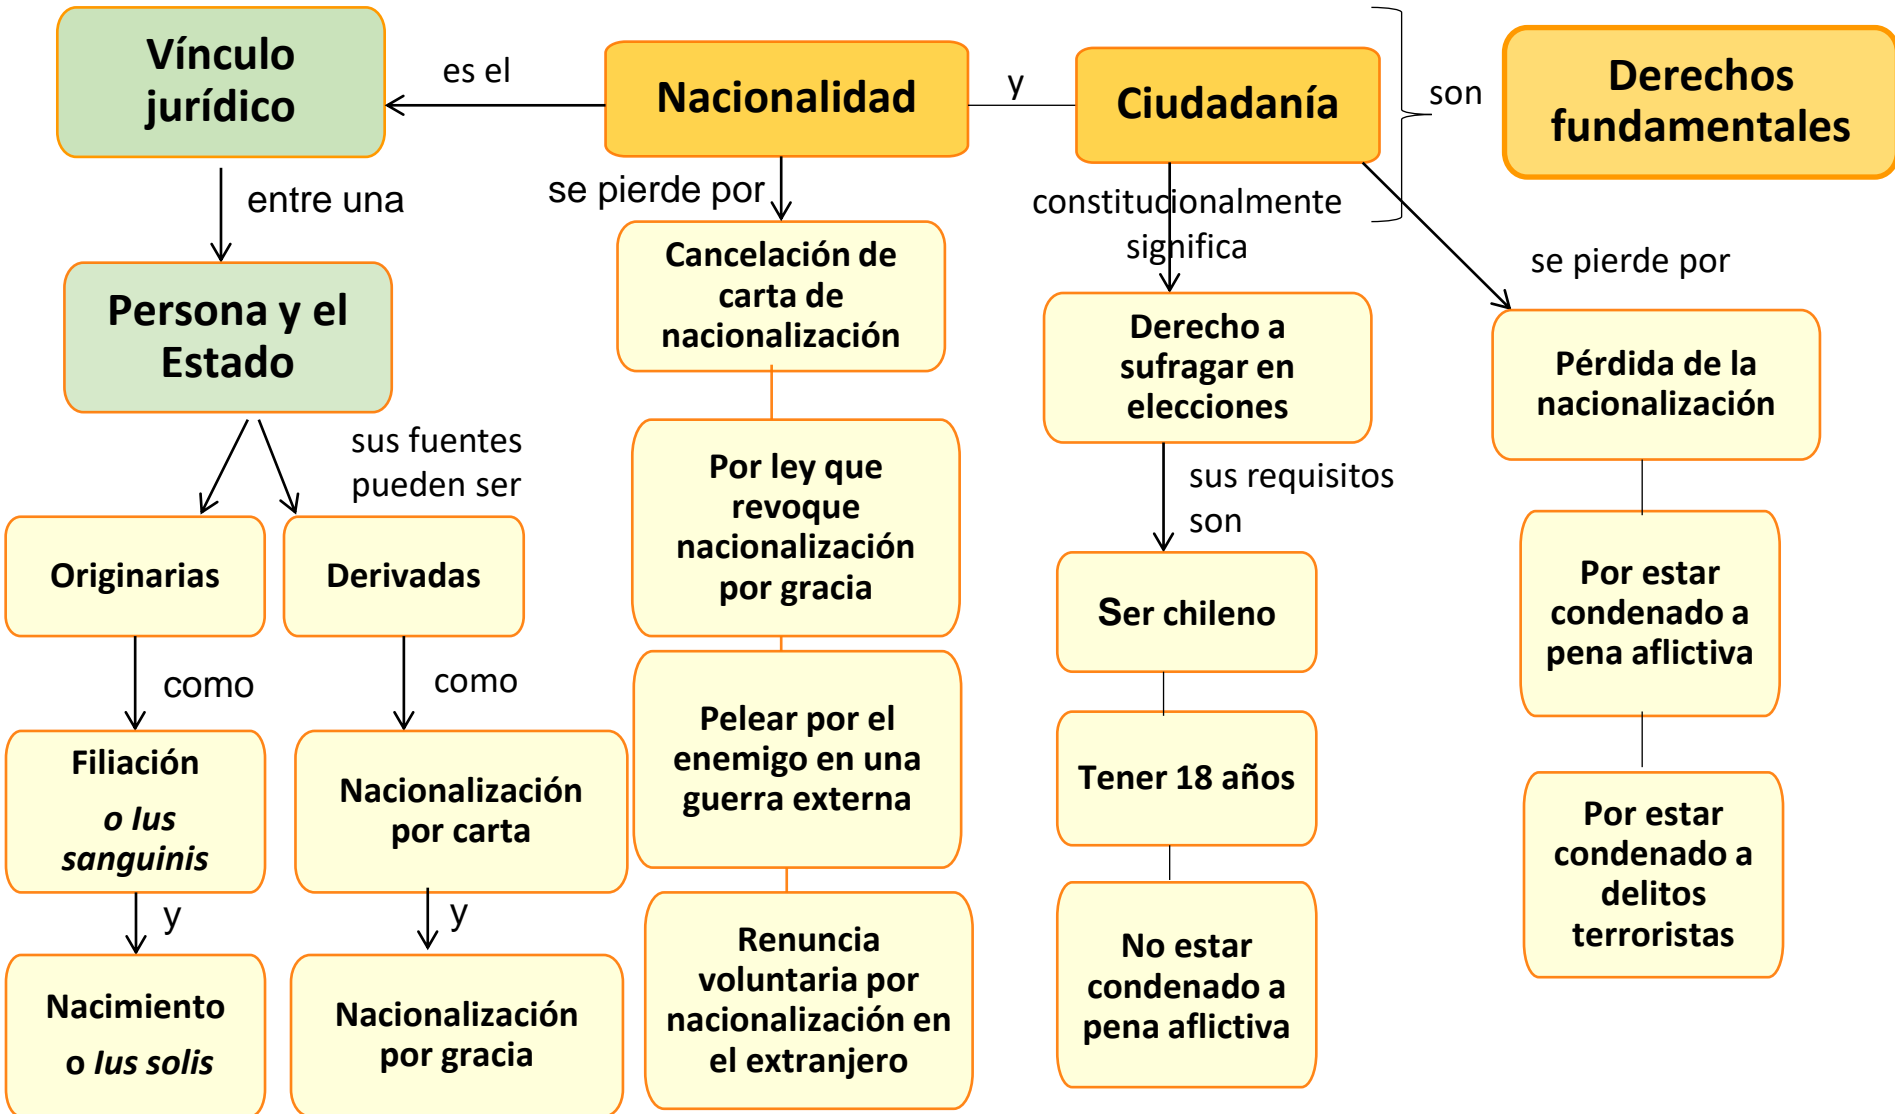 Vínculo
jurídico
es el
Nacionalidad
y
Ciudadanía
son
Derechos
fundamentales
entre una
Persona y el
Estado
sus fuentes
pueden ser
Originarias
Derivadas
como
Filiación
o Ius
sanguinis
y
Nacimiento
o Ius solis
como
Nacionalización
por carta
y
Nacionalización
por gracia
se pierde por
Cancelación de
carta de
nacionalización
Por ley que
revoque
nacionalización
por gracia
Pelear por el
enemigo en una
guerra externa
Renuncia
voluntaria por
nacionalización en
el extranjero
constitucionalmente
significa
Derecho a
sufragar en
elecciones
sus requisitos
son
Ser chileno
Tener 18 años
No estar
condenado a
pena aflictiva
se pierde por
Pérdida de la
nacionalización
Por estar
condenado a
pena aflictiva
Por estar
condenado a
delitos
terroristas